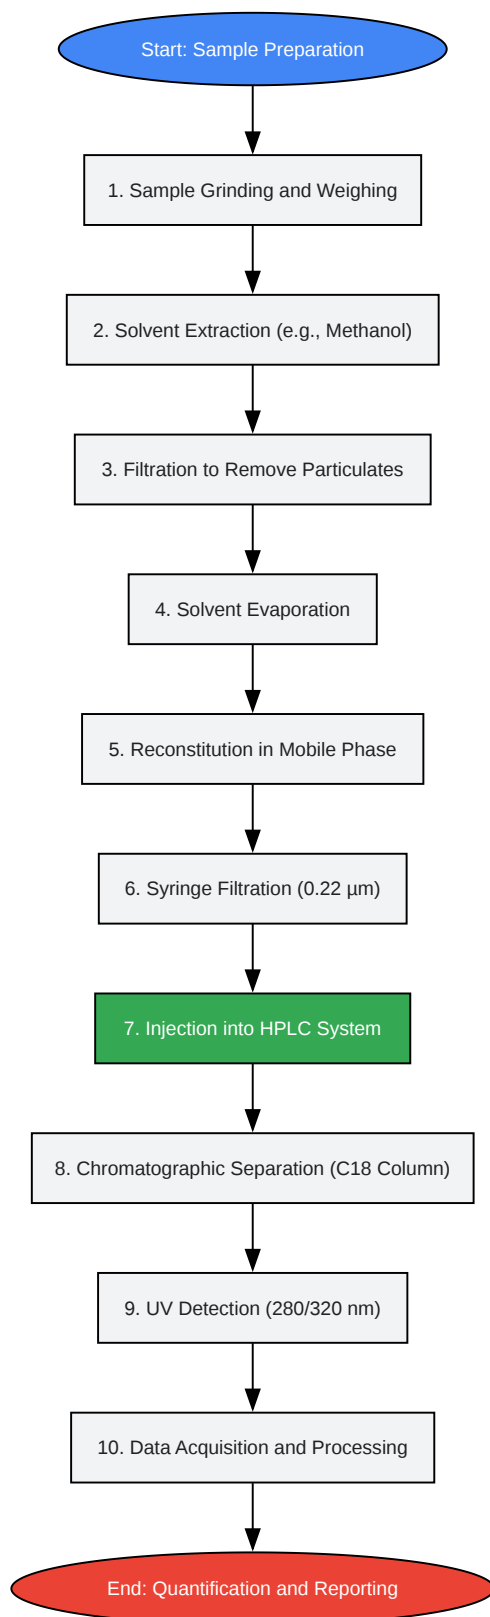 Start: Sample Preparation
1. Sample Grinding and Weighing
2. Solvent Extraction (e.g., Methanol)
3. Filtration to Remove Particulates
4. Solvent Evaporation
5. Reconstitution in Mobile Phase
6. Syringe Filtration (0.22 µm)
7. Injection into HPLC System
8. Chromatographic Separation (C18 Column)
9. UV Detection (280/320 nm)
10. Data Acquisition and Processing
End: Quantification and Reporting